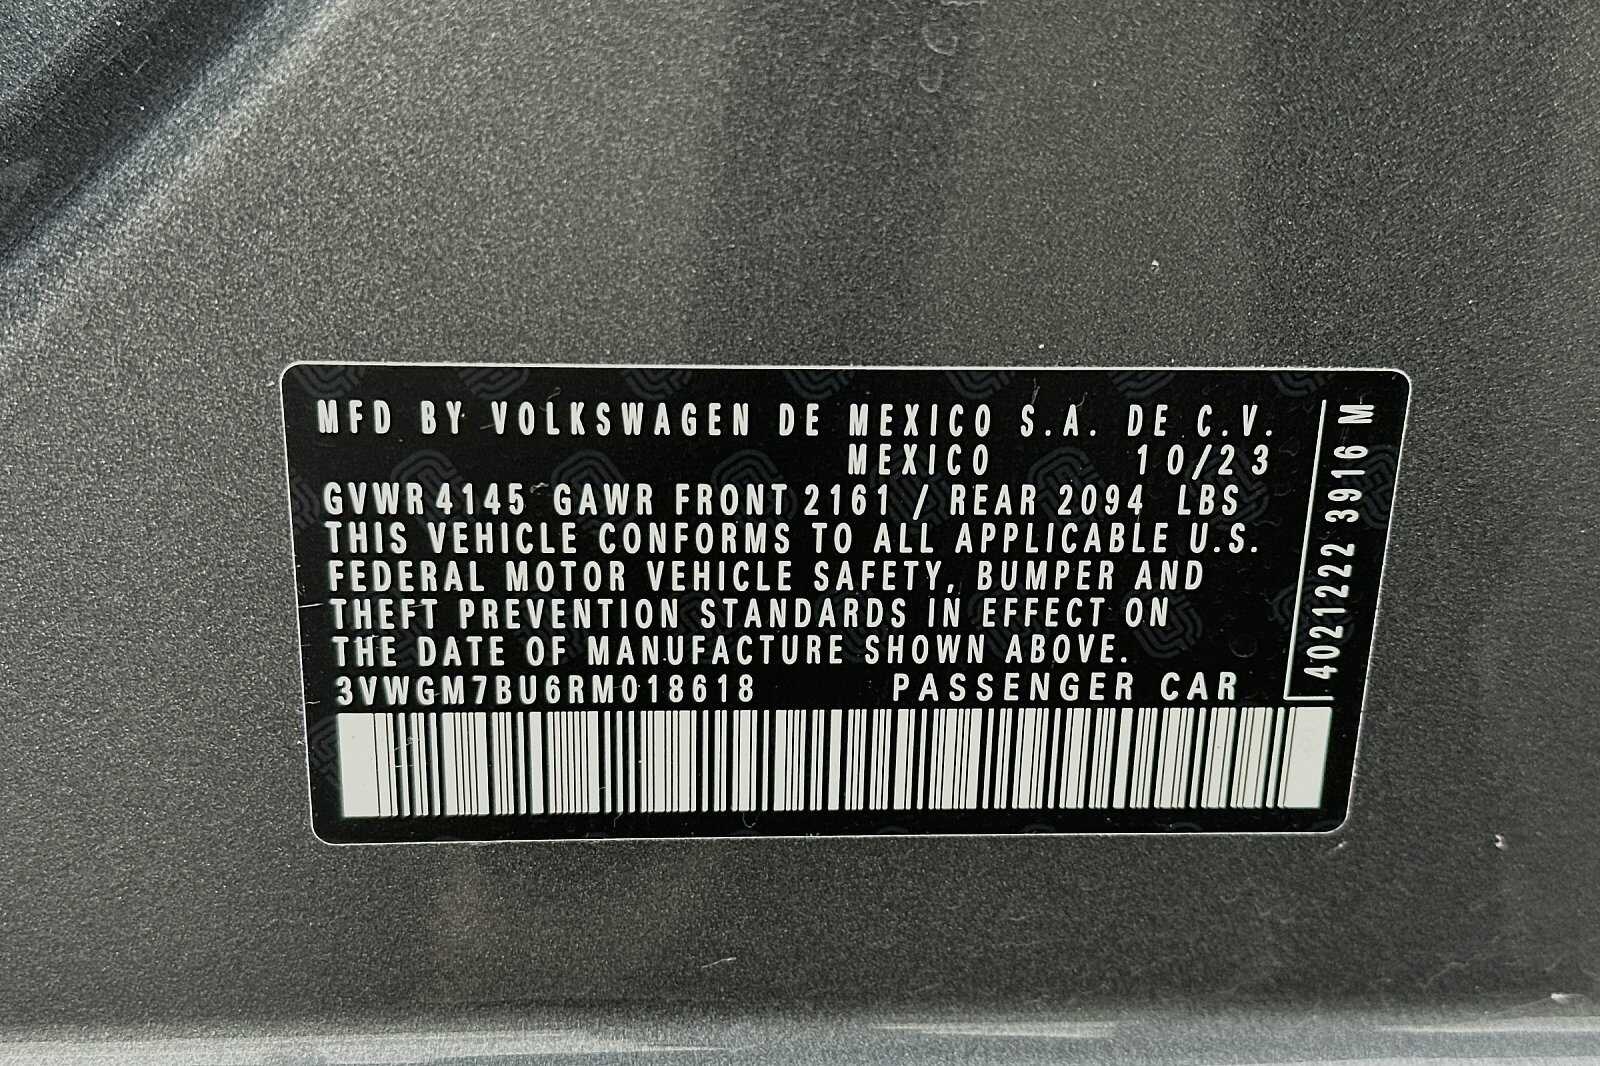 MFD BY VOLKSWAGEN DE MEXICO S.A. DE C.V.
MEXICO 10/23
GVWR 4145 GAWR FRONT 2161 / REAR 2094 LBS
THIS VEHICLE CONFORMS TO ALL APPLICABLE U.S.
FEDERAL MOTOR VEHICLE SAFETY, BUMPER AND
THEFT PREVENTION STANDARDS IN EFFECT ON
THE DATE OF MANUFACTURE SHOWN ABOVE.
3VWGM7BU6RM018618 PASSENGER CAR
40211222 3916 M